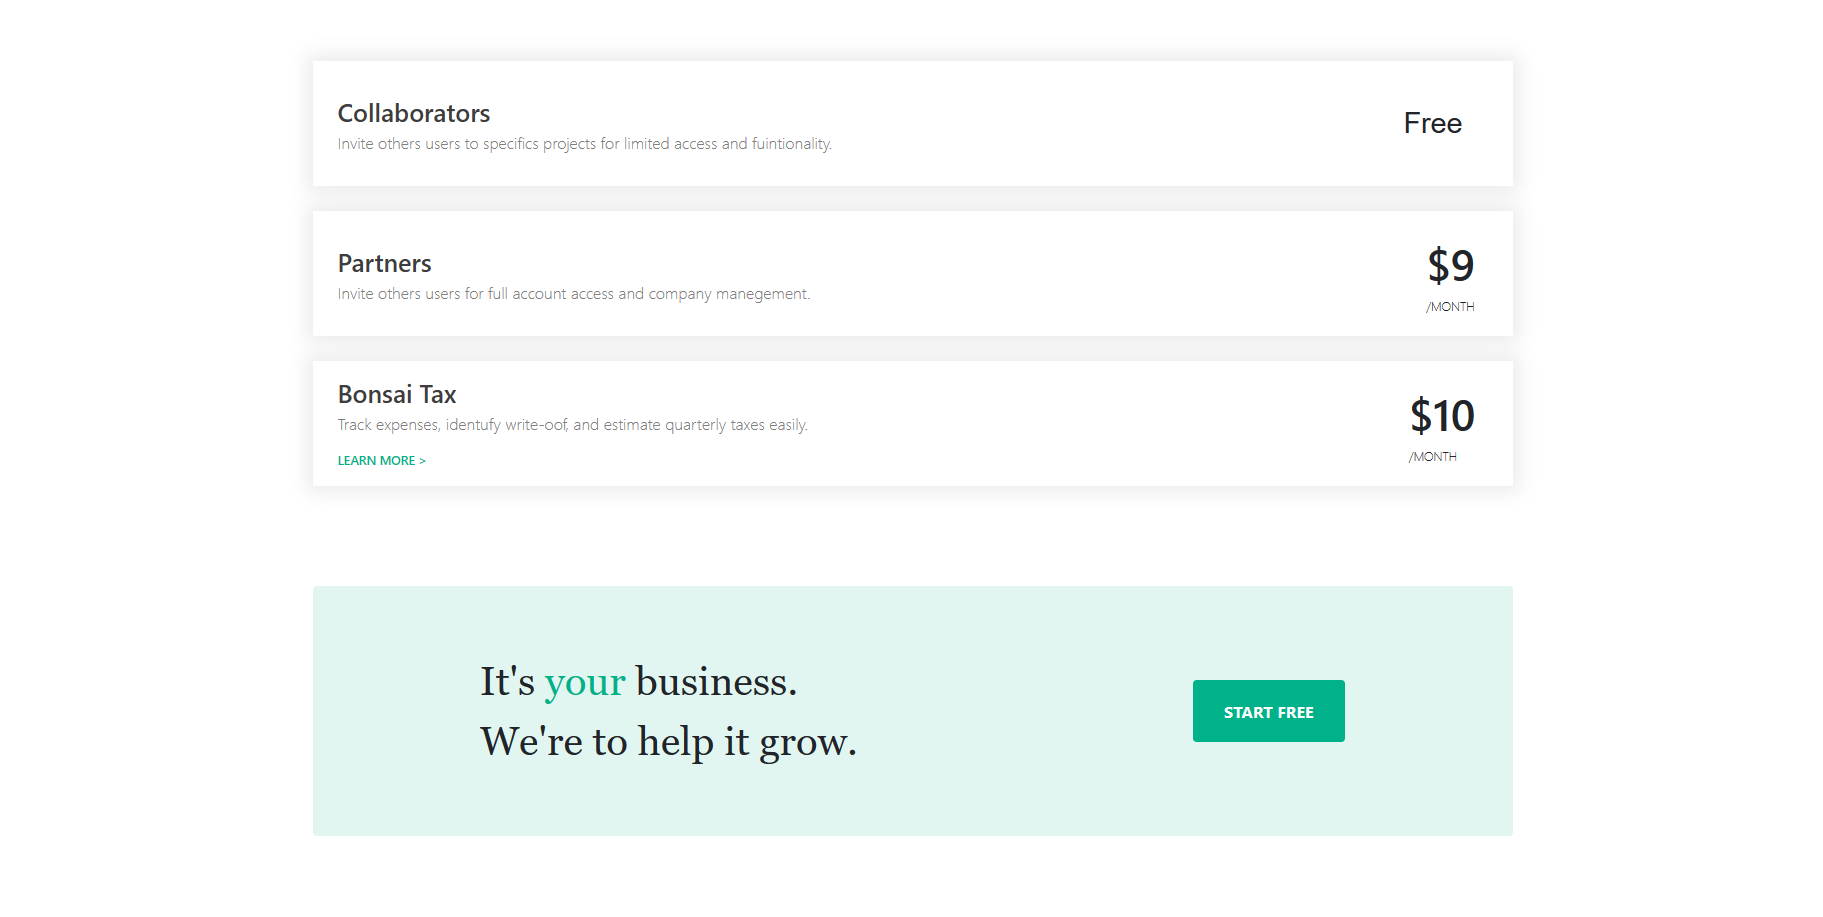 Collaborators
Invite others users to specifics projects for limited access and fuintionality.
Free
Partners
Invite others users for full account access and company manegement.
$9
/MONTH
Bonsai Tax
Track expenses, identufy write-oof, and estimate quarterly taxes easily.
LEARN MORE >
$10
/MONTH
It's your business.
We're to help it grow.
START FREE